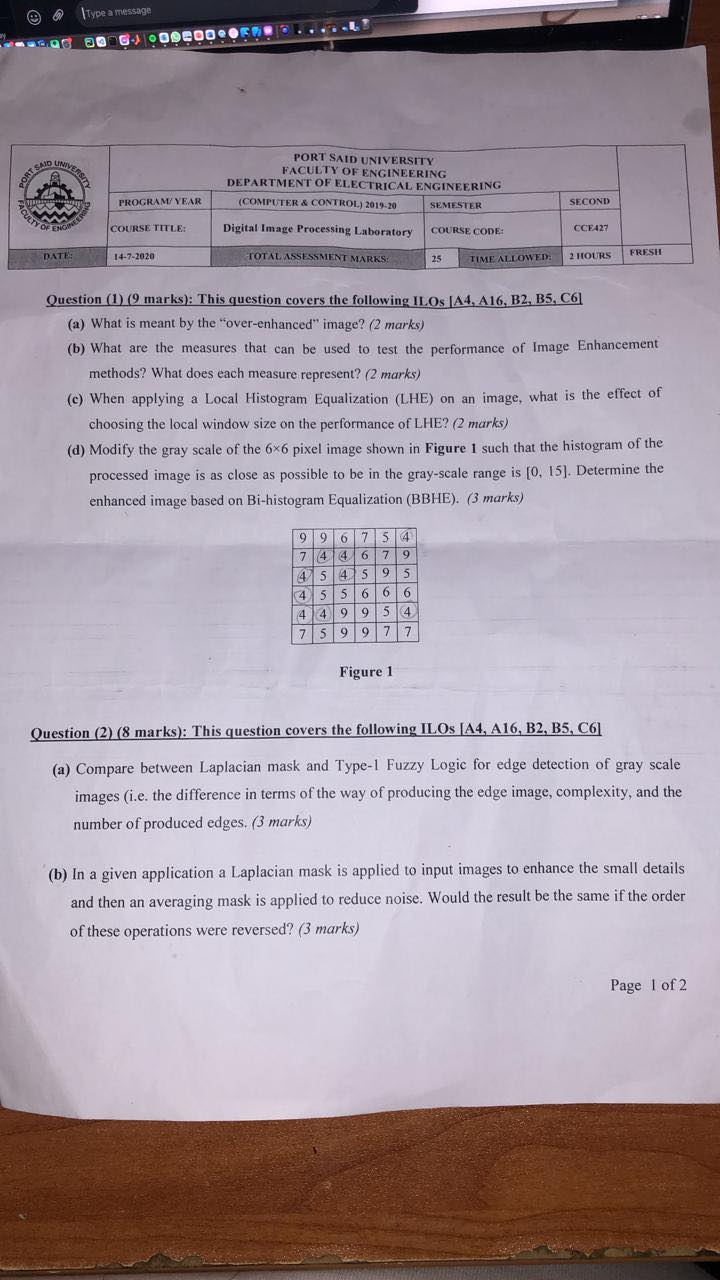 Type a message
PORT SAID UNIVERSITY
FACULTY OF ENGINEERING
PORT SAID UNIVERSITY
FACULTY OF ENGINEERING
DEPARTMENT OF ELECTRICAL ENGINEERING
PROGRAM/ YEAR (COMPUTER & CONTROL) 2019-20 SEMESTER SECOND
COURSE TITLE: Digital Image Processing Laboratory COURSE CODE: CCE427
DATE: 14-7-2020 TOTAL ASSESSMENT MARKS: 25 TIME ALLOWED: 2 HOURS FRESH
Question (1) (9 marks): This question covers the following ILOs [A4, A16, B2, B5, C6]
(a) What is meant by the “over-enhanced” image? (2 marks)
(b) What are the measures that can be used to test the performance of Image Enhancement
methods? What does each measure represent? (2 marks)
(c) When applying a Local Histogram Equalization (LHE) on an image, what is the effect of
choosing the local window size on the performance of LHE? (2 marks)
(d) Modify the gray scale of the 6×6 pixel image shown in Figure 1 such that the histogram of the
processed image is as close as possible to be in the gray-scale range is [0, 15]. Determine the
enhanced image based on Bi-histogram Equalization (BBHE). (3 marks)
9 9 6 7 5 4
7 4 4 6 7 9
4 5 4 5 9 5
4 5 5 6 6 6
4 4 9 9 5 4
7 5 9 9 7 7
Figure 1
Question (2) (8 marks): This question covers the following ILOs [A4, A16, B2, B5, C6]
(a) Compare between Laplacian mask and Type-1 Fuzzy Logic for edge detection of gray scale
images (i.e. the difference in terms of the way of producing the edge image, complexity, and the
number of produced edges. (3 marks)
(b) In a given application a Laplacian mask is applied to input images to enhance the small details
and then an averaging mask is applied to reduce noise. Would the result be the same if the order
of these operations were reversed? (3 marks)
Page 1 of 2